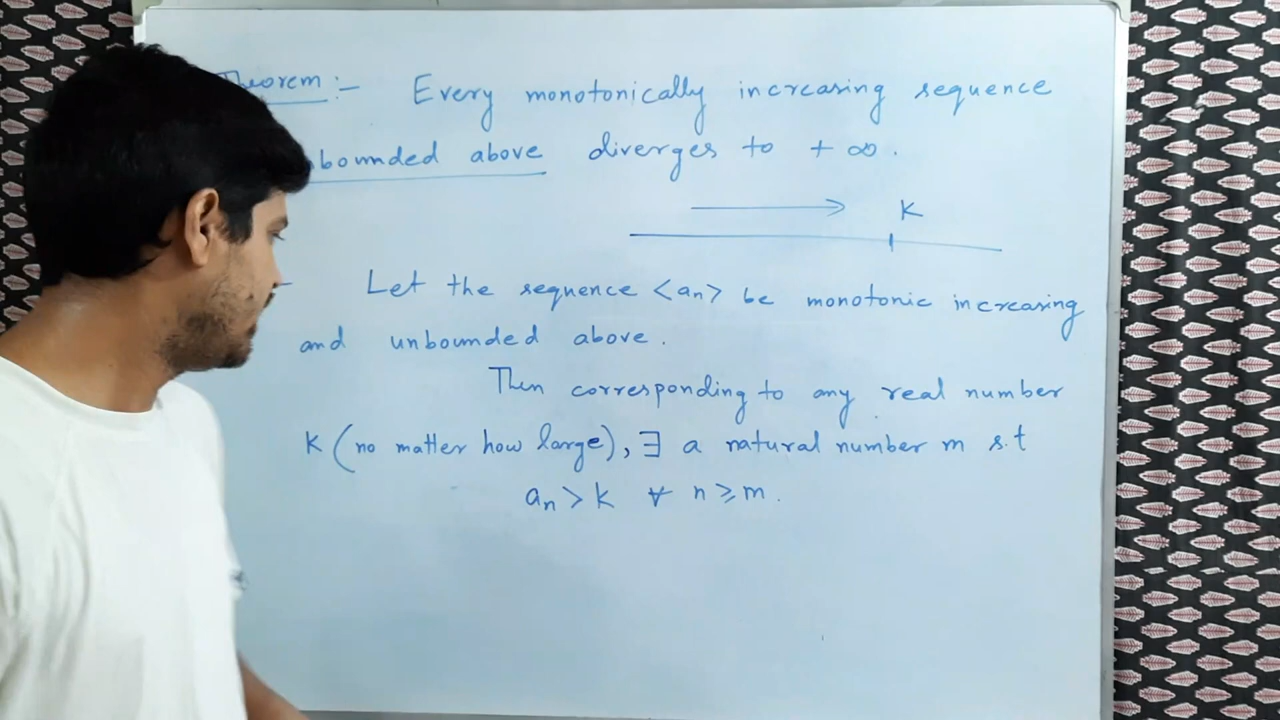 Theorem :- Every monotonically increasing sequence
bounded above diverges to + ∞ .
K
- Let the sequence <an> be monotonic increasing
and unbounded above .
Then corresponding to any real number
K (no matter how large), ∃ a natural number m s.t
an > k ∀ n ≥ m .